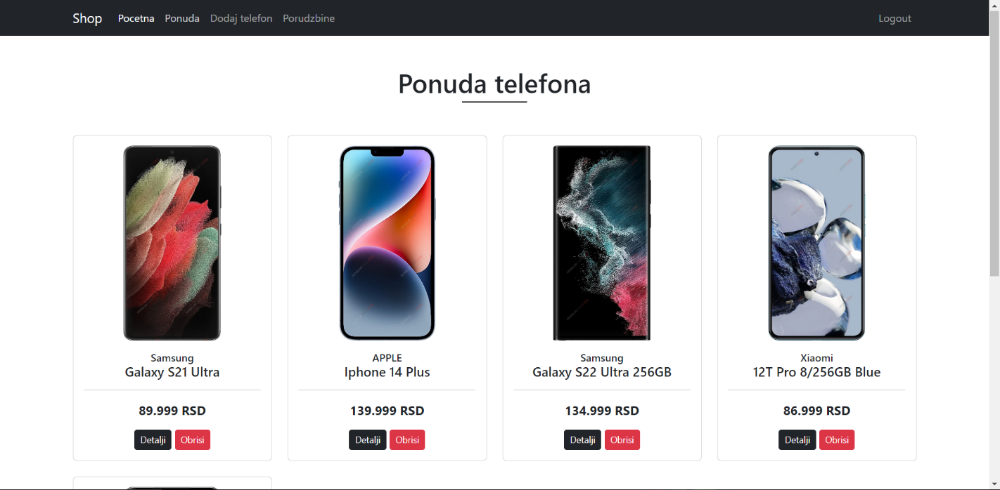 Shop Pocetna Ponuda Dodaj telefon Porudzbine Logout
Ponuda telefona
Samsung
Galaxy S21 Ultra
89.999 RSD
Detalji Obrisi
APPLE
Iphone 14 Plus
139.999 RSD
Detalji Obrisi
Samsung
Galaxy S22 Ultra 256GB
134.999 RSD
Detalji Obrisi
Xiaomi
12T Pro 8/256GB Blue
86.999 RSD
Detalji Obrisi